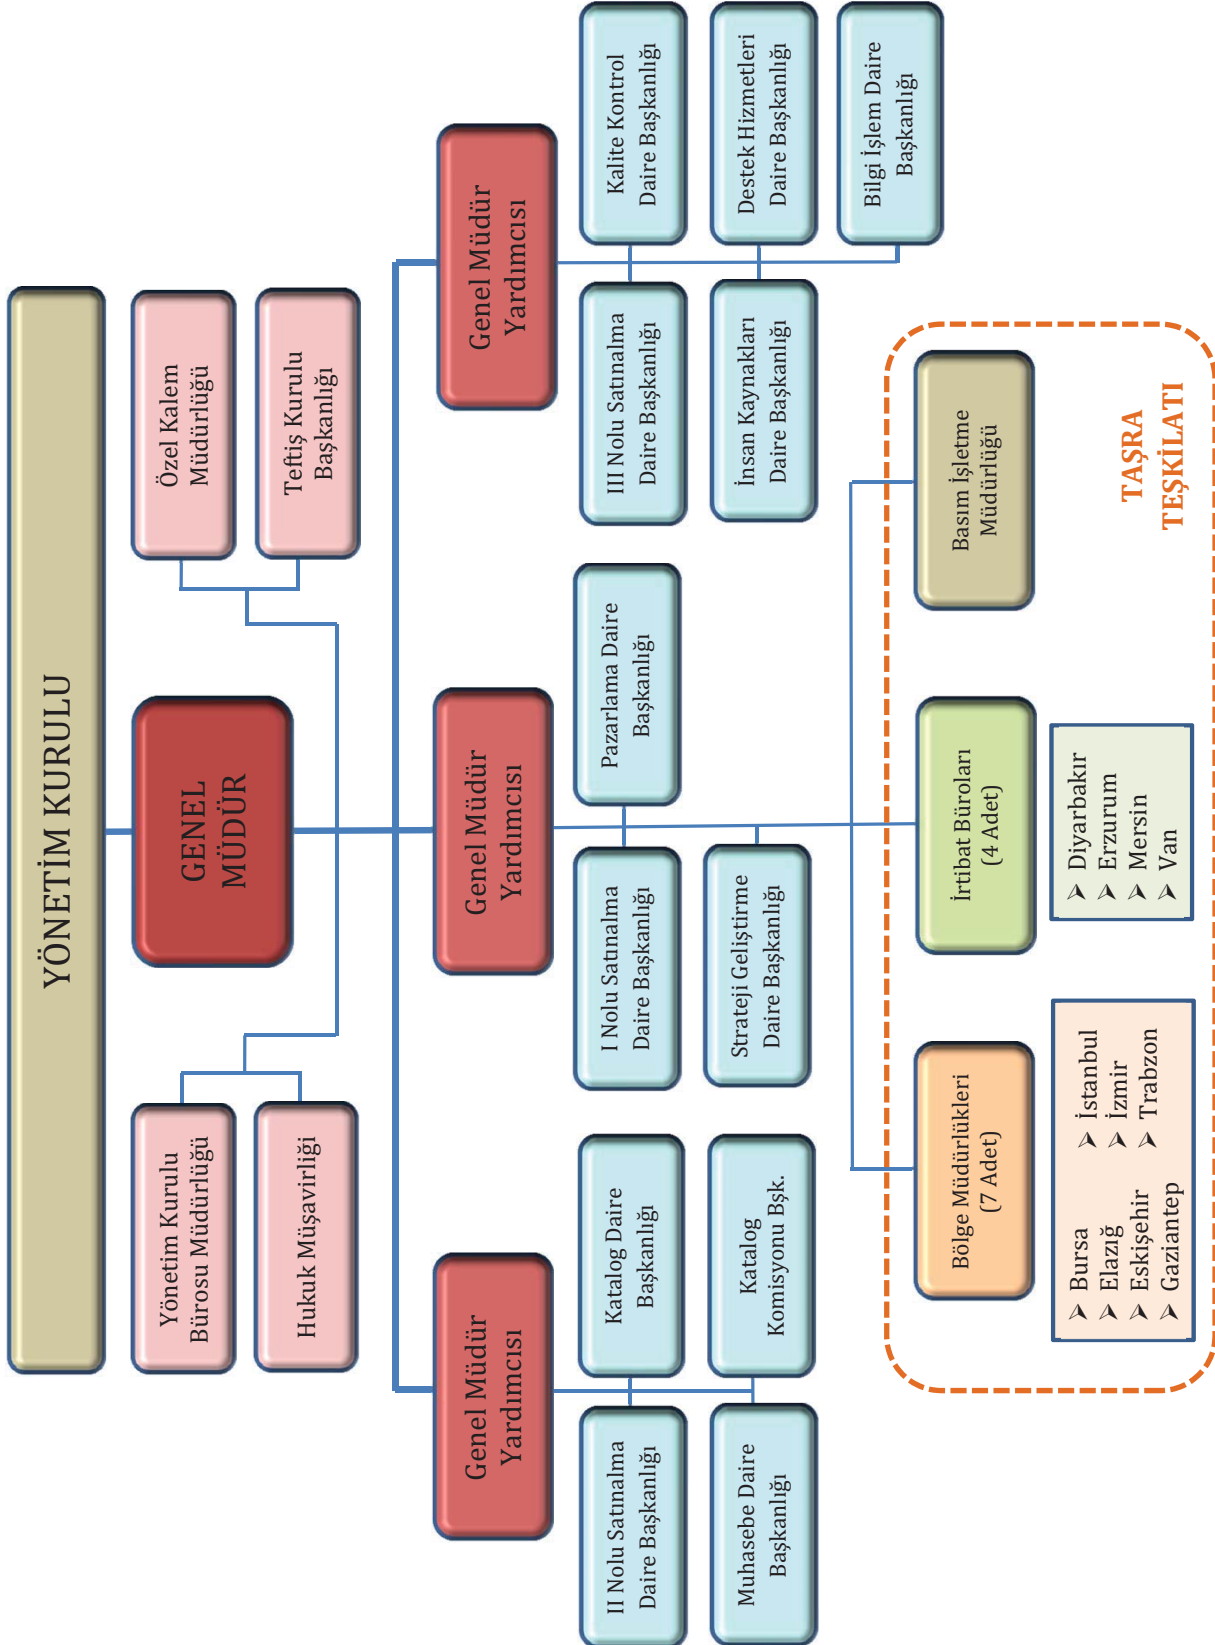 YÖNETİM KURULU
Yönetim Kurulu
Bürosu Müdürlüğü
Hukuk Müşavirliği
GENEL
MÜDÜR
Özel Kalem
Müdürlüğü
Teftiş Kurulu
Başkanlığı
Genel Müdür
Yardımcısı
Genel Müdür
Yardımcısı
Genel Müdür
Yardımcısı
II Nolu Satınalma
Daire Başkanlığı
Katalog Daire
Başkanlığı
Muhasebe Daire
Başkanlığı
Katalog
Komisyonu Bşk.
I Nolu Satınalma
Daire Başkanlığı
Pazarlama Daire
Başkanlığı
Strateji Geliştirme
Daire Başkanlığı
III Nolu Satınalma
Daire Başkanlığı
Kalite Kontrol
Daire Başkanlığı
İnsan Kaynakları
Daire Başkanlığı
Destek Hizmetleri
Daire Başkanlığı
Bilgi İşlem Daire
Başkanlığı
Bölge Müdürlükleri
(7 Adet)
➢ Bursa
➢ Elazığ
➢ Eskişehir
➢ Gaziantep
➢ İstanbul
➢ İzmir
➢ Trabzon
İrtibat Büroları
(4 Adet)
➢ Diyarbakır
➢ Erzurum
➢ Mersin
➢ Van
Basım İşletme
Müdürlüğü
TAŞRA
TEŞKİLATI